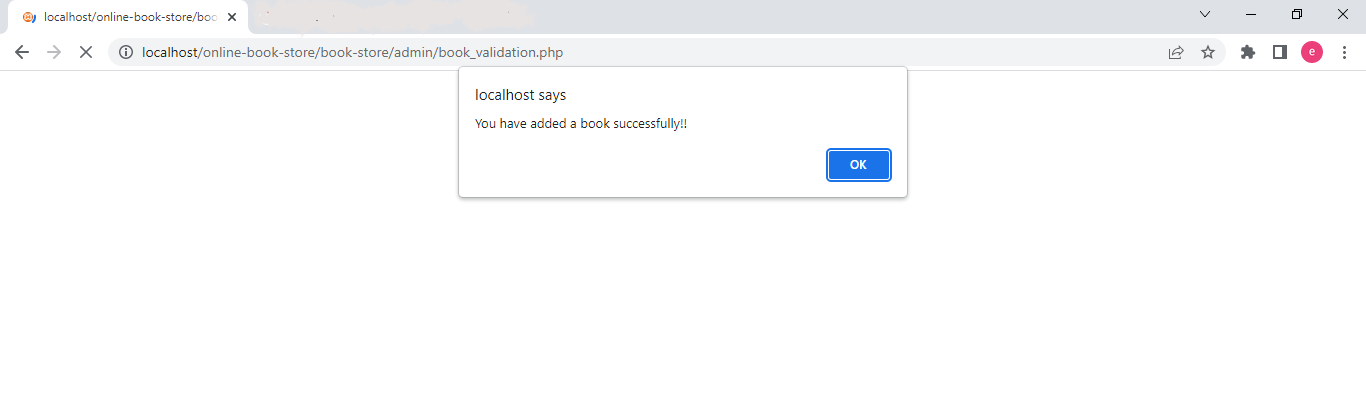 localhost/online-book-store/boo
localhost/online-book-store/book-store/admin/book_validation.php
e
localhost says
You have added a book successfully!!
OK